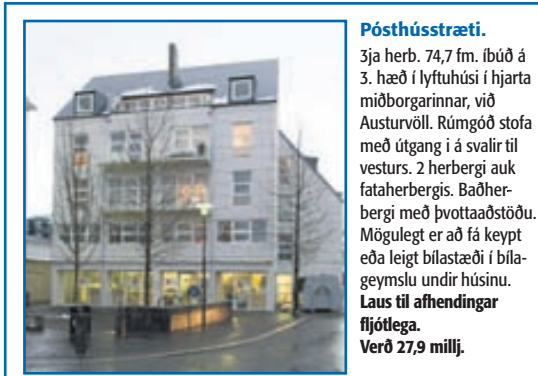 Pósthússtræti.
3ja herb. 74,7 fm. íbúð á
3. hæð í lyftuhúsi í hjarta
miðborgarinnar, við
Austurvöll. Rúmgóð stofa
með útgang i á svalir til
vesturs. 2 herbergi auk
fataherbergis. Baðher-
bergi með þvottaaðstöðu.
Mögulegt er að fá keypt
eða leigt bílastæði í bíla-
geymslu undir húsinu.
Laus til afhendingar
fljótlega.
Verð 27,9 millj.